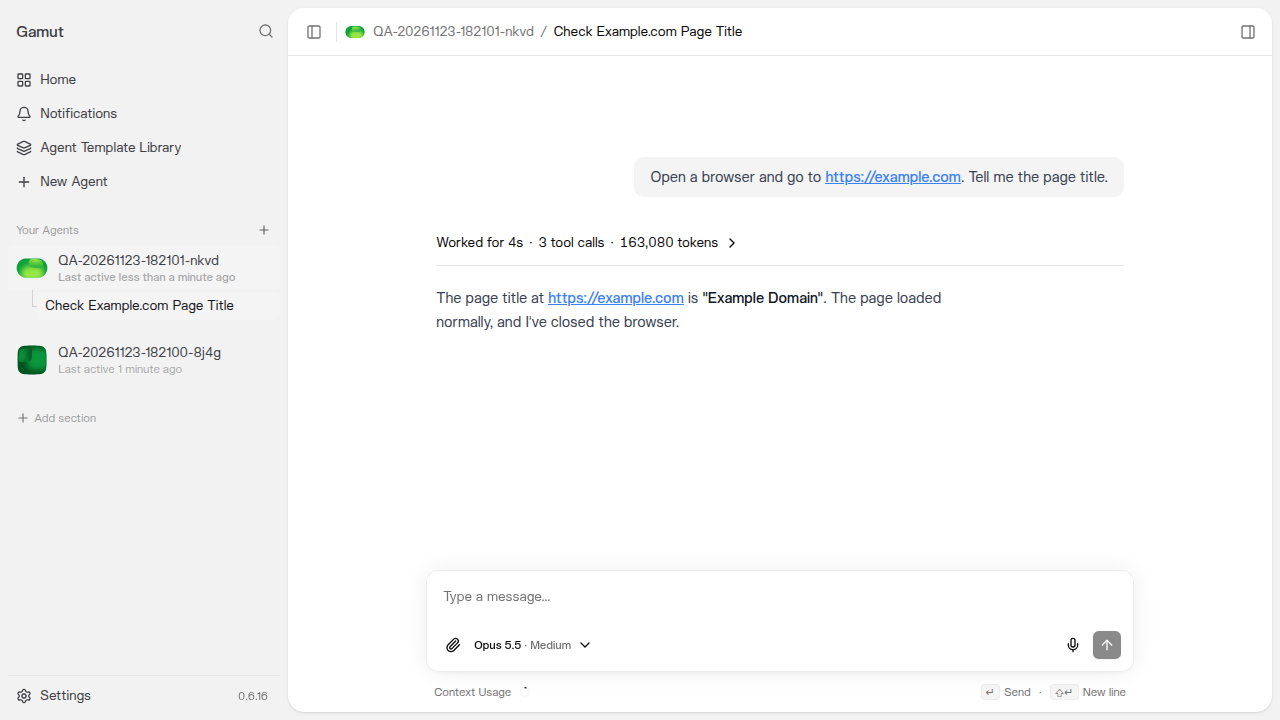 Gamut
Home
Notifications
Agent Template Library
New Agent
Your Agents
QA-20261123-182101-nkvd
Last active less than a minute ago
Check Example.com Page Title
QA-20261123-182100-8j4g
Last active 1 minute ago
Add section
Settings
0.6.16
QA-20261123-182101-nkvd / Check Example.com Page Title
Open a browser and go to https://example.com. Tell me the page title.
Worked for 4s · 3 tool calls · 163,080 tokens
The page title at https://example.com is "Example Domain". The page loaded
normally, and I've closed the browser.
Type a message...
Opus 5.5 · Medium
Context Usage
Send · New line